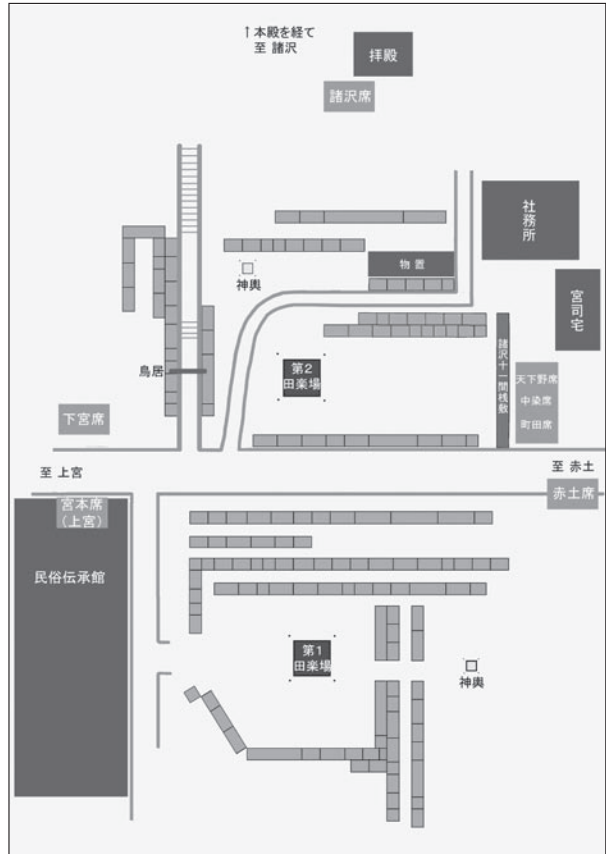 ↑本殿を経て
至 諸沢
拝殿
諸沢席
社務所
物置
神輿
宮司宅
鳥居
第2
田楽場
諸沢十一間桟敷
天下野席
中染席
町田席
下宮席
至 上宮
至 赤土
赤土席
宮本席
(上宮)
民俗伝承館
第1
田楽場
神輿